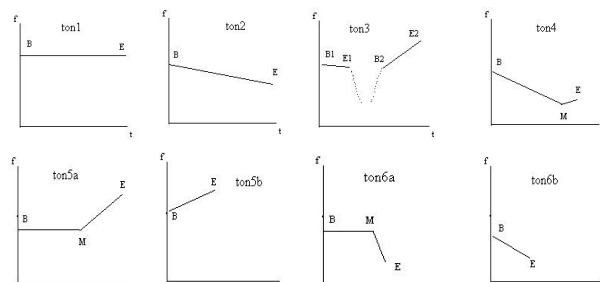 f ton1 B E t
f ton2 B E t
f ton3 B1 E1 B2 E2 t
f ton4 B M E
f ton5a B M E
f ton5b B E
f ton6a B M E
f ton6b B E